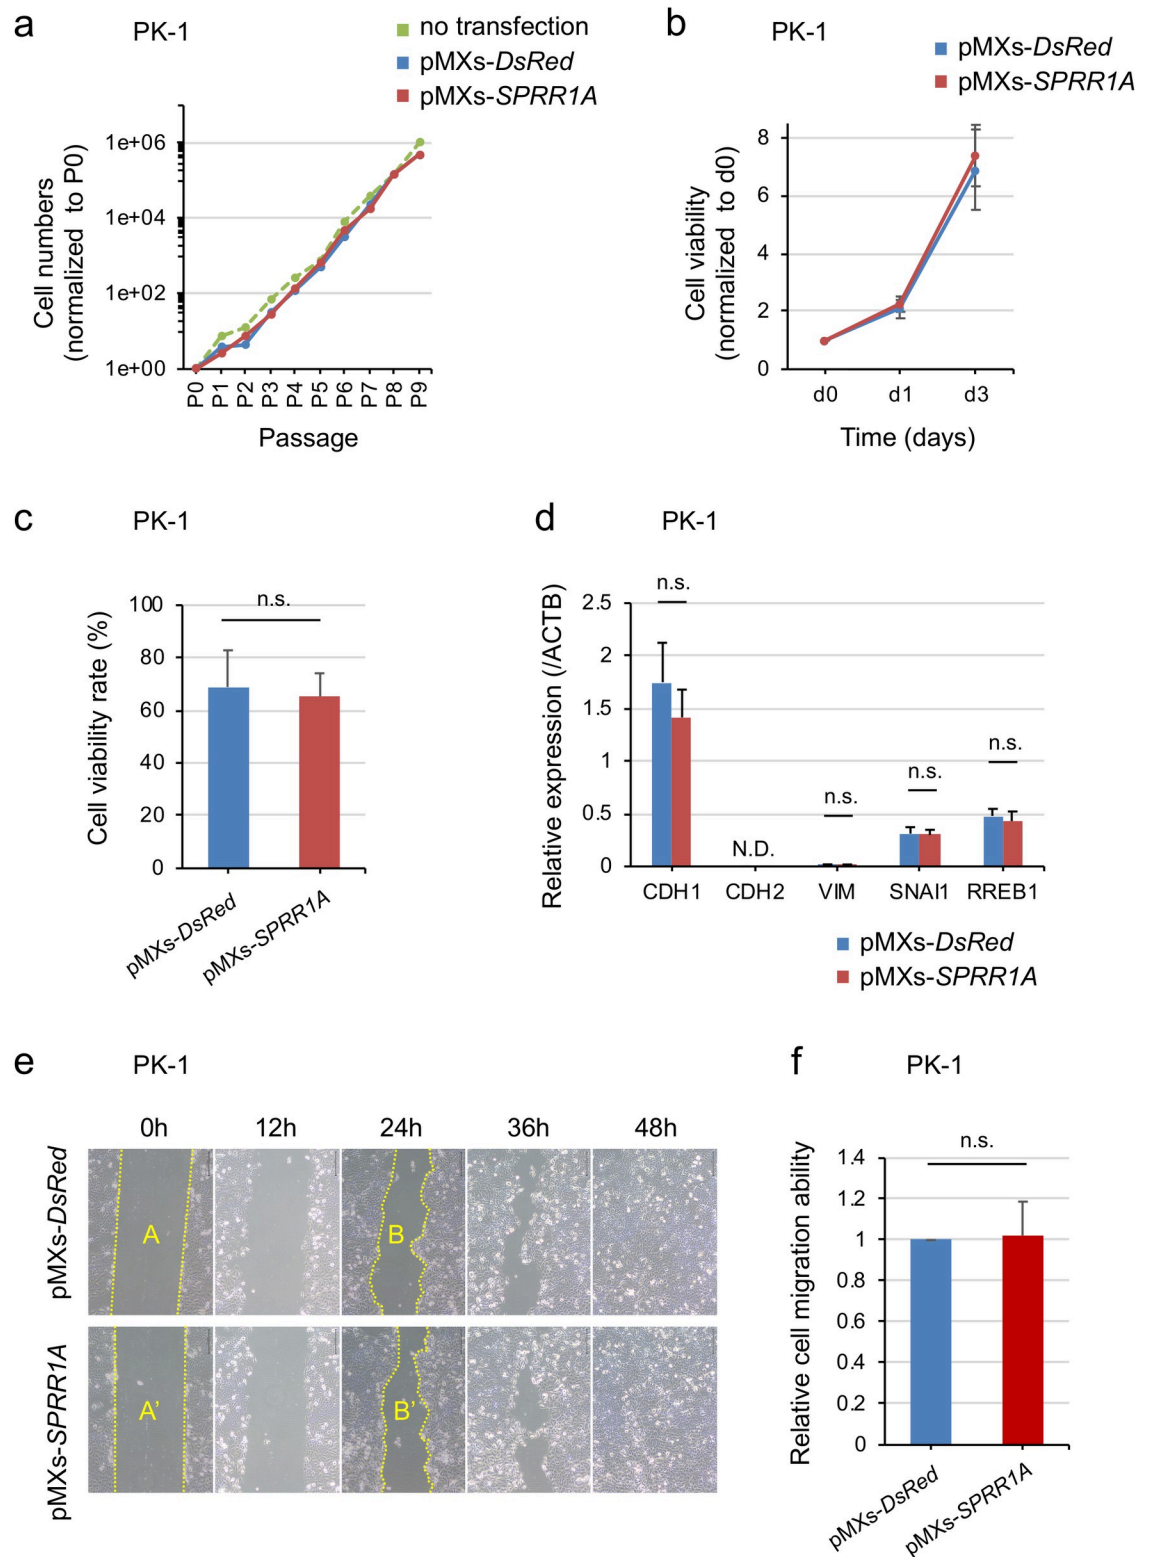 a
PK-1
no transfection
pMXs-DsRed
pMXs-SPRR1A
Cell numbers
(normalized to P0)
1e+06
1e+04
1e+02
1e+00
P0 P1 P2 P3 P4 P5 P6 P7 P8 P9
Passage
b
PK-1
pMXs-DsRed
pMXs-SPRR1A
Cell viability
(normalized to d0)
8
6
4
2
0
d0 d1 d3
Time (days)
c
PK-1
Cell viability rate (%)
100
80
60
40
20
0
n.s.
pMXs-DsRed
pMXs-SPRR1A
d
PK-1
Relative expression (/ACTB)
2.5
2
1.5
1
0.5
0
n.s.
N.D.
n.s.
n.s.
n.s.
CDH1 CDH2 VIM SNAI1 RREB1
pMXs-DsRed
pMXs-SPRR1A
e
PK-1
0h 12h 24h 36h 48h
pMXs-DsRed
A
B
pMXs-SPRR1A
A’
B’
f
PK-1
Relative cell migration ability
1.4
1.2
1
0.8
0.6
0.4
0.2
0
n.s.
pMXs-DsRed
pMXs-SPRR1A